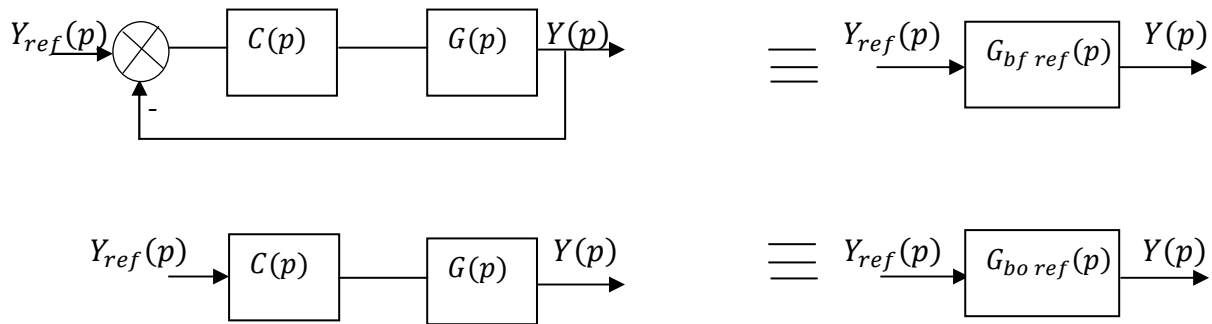 Y_{ref}(p) C(p) G(p) Y(p) Y_{ref}(p) G_{bf ref}(p) Y(p)
-
Y_{ref}(p) C(p) G(p) Y(p) Y_{ref}(p) G_{bo ref}(p) Y(p)